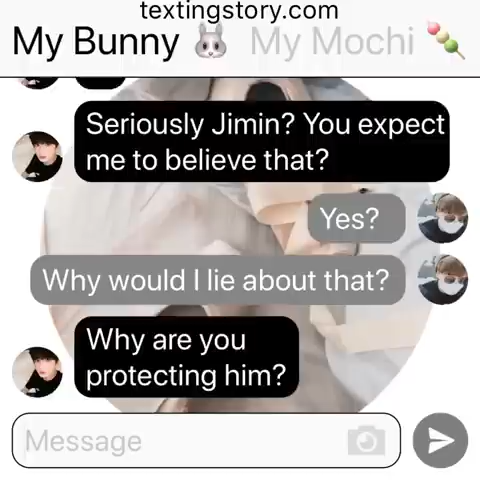 textingstory.com
My Bunny 🐰 My Mochi 🍡
Seriously Jimin? You expect
me to believe that?
Yes?
Why would I lie about that?
Why are you
protecting him?
Message